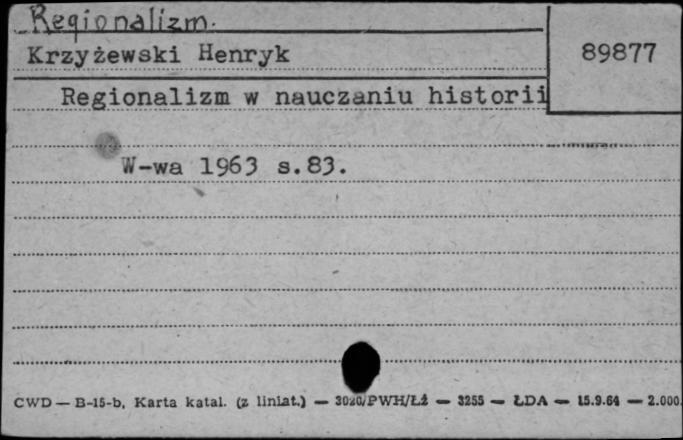 Regionalizm.
Krzyżewski Henryk
89877
Regionalizm w nauczaniu historii
W-wa 1963 s.83.
CWD — B-15-b, Karta katal. (z liniat.) — 3020/PWH/Łż — 3255 — ŁDA — 15.9.64 — 2.000.